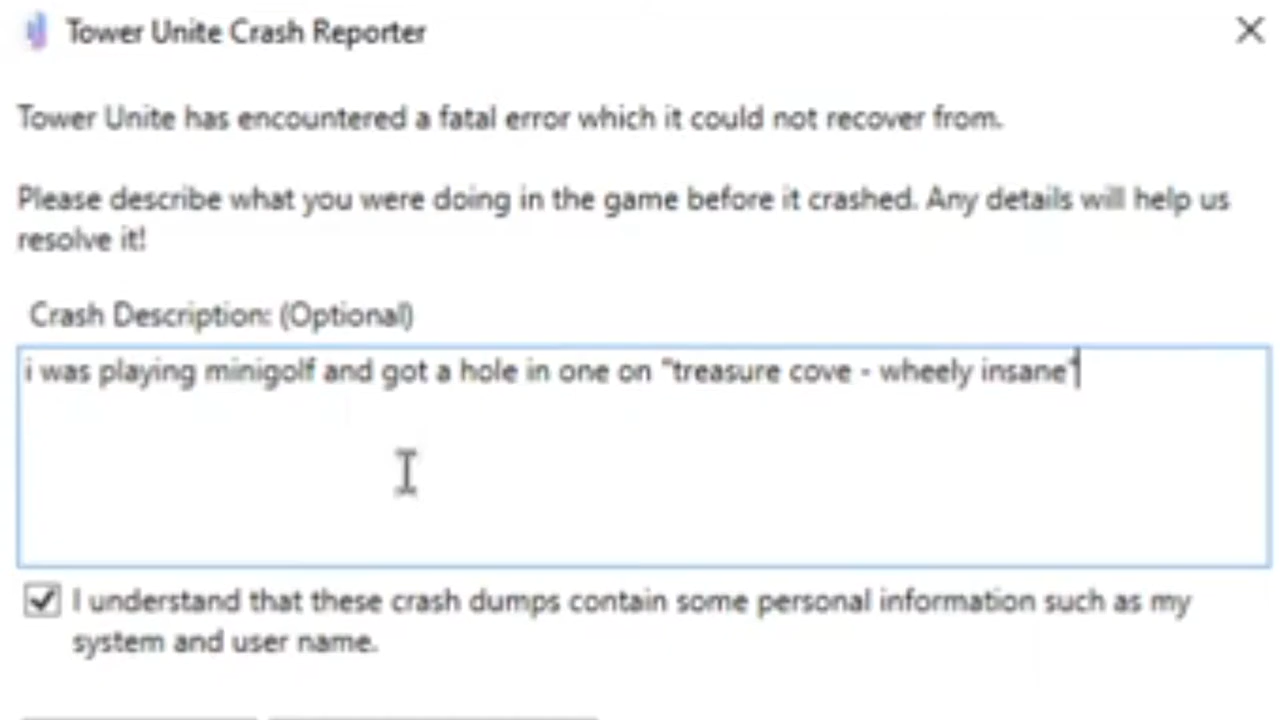 Tower Unite Crash Reporter
Tower Unite has encountered a fatal error which it could not recover from.
Please describe what you were doing in the game before it crashed. Any details will help us
resolve it!
Crash Description: (Optional)
i was playing minigolf and got a hole in one on "treasure cove - wheely insane"
I understand that these crash dumps contain some personal information such as my
system and user name.